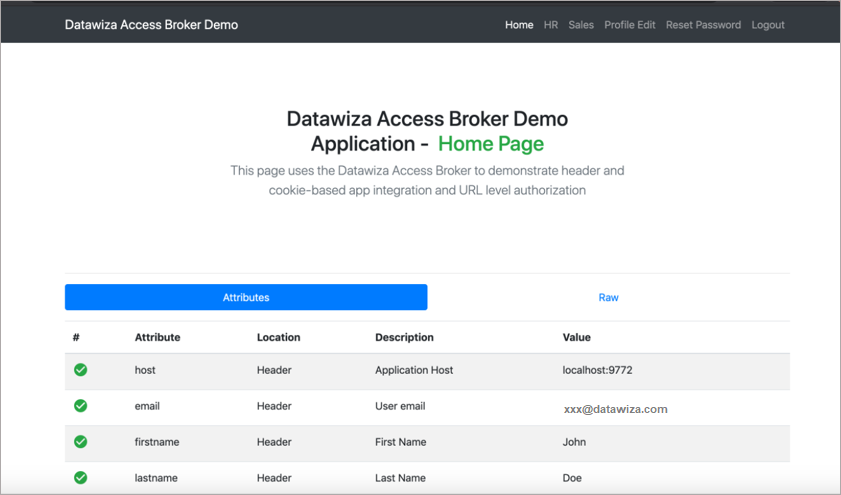 Datawiza Access Broker Demo Home HR Sales Profile Edit Reset Password Logout
Datawiza Access Broker Demo
Application - Home Page
This page uses the Datawiza Access Broker to demonstrate header and
cookie-based app integration and URL level authorization
Attributes Raw
# Attribute Location Description Value
host Header Application Host localhost:9772
email Header User email xxx@datawiza.com
firstname Header First Name John
lastname Header Last Name Doe